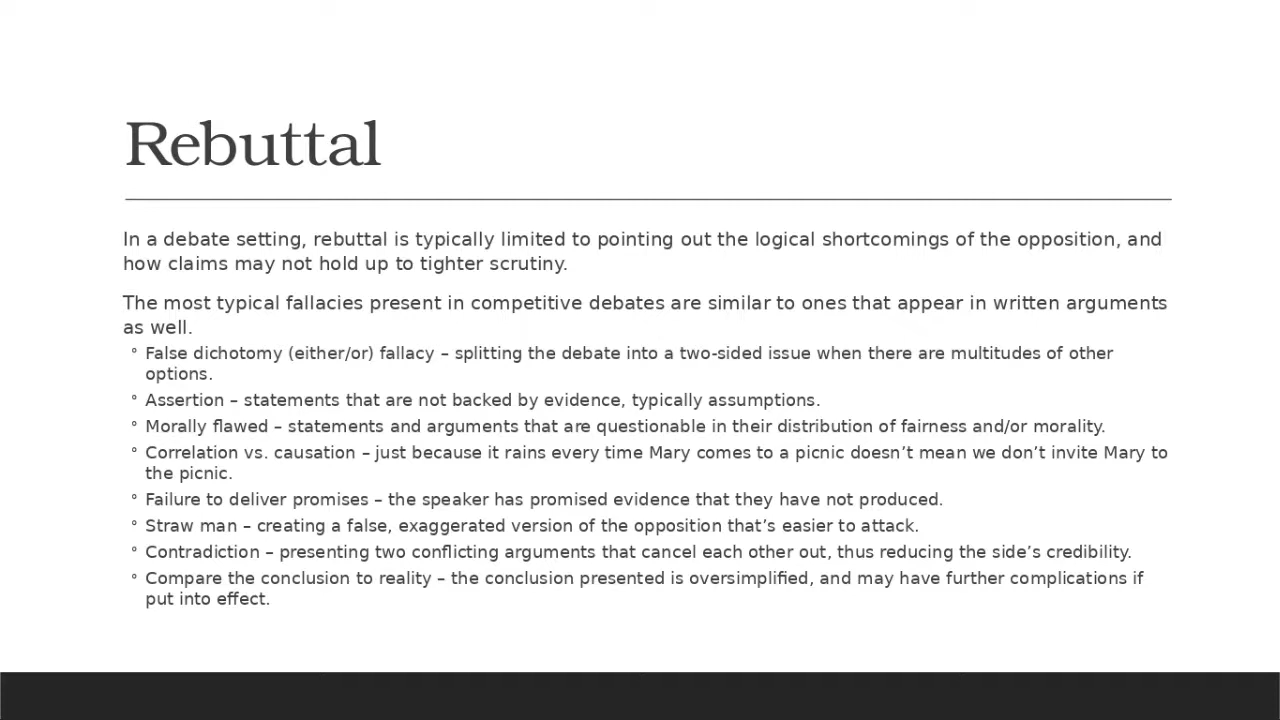 Rebuttal
In a debate setting, rebuttal is typically limited to pointing out the logical shortcomings of the opposition, and
how claims may not hold up to tighter scrutiny.
The most typical fallacies present in competitive debates are similar to ones that appear in written arguments
as well.
° False dichotomy (either/or) fallacy – splitting the debate into a two-sided issue when there are multitudes of other
options.
° Assertion – statements that are not backed by evidence, typically assumptions.
° Morally flawed – statements and arguments that are questionable in their distribution of fairness and/or morality.
° Correlation vs. causation – just because it rains every time Mary comes to a picnic doesn’t mean we don’t invite Mary to
the picnic.
° Failure to deliver promises – the speaker has promised evidence that they have not produced.
° Straw man – creating a false, exaggerated version of the opposition that’s easier to attack.
° Contradiction – presenting two conflicting arguments that cancel each other out, thus reducing the side’s credibility.
° Compare the conclusion to reality – the conclusion presented is oversimplified, and may have further complications if
put into effect.